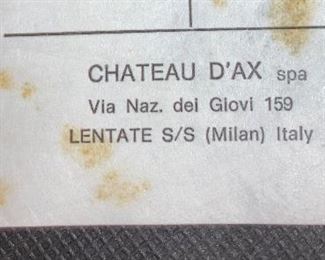 CHATEAU D'AX spa
Via Naz. dei Giovi 159
LENTATE S/S (Milan) Italy